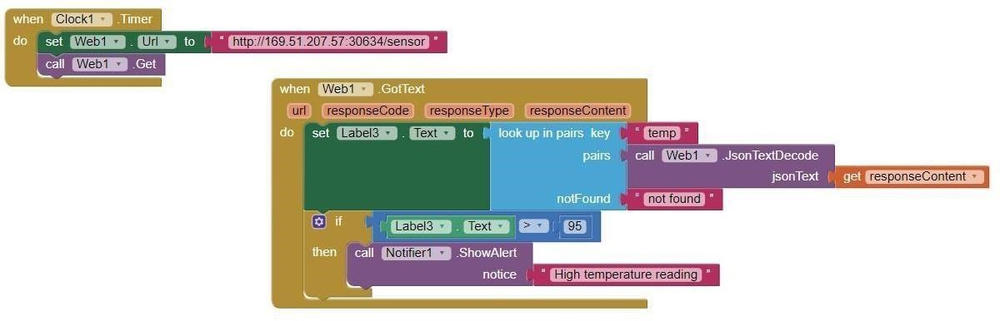 when Clock1 .Timer
do set Web1 . Url to " http://169.51.207.57:30634/sensor "
call Web1 .Get
when Web1 .GotText
url responseCode responseType responseContent
do set Label3 . Text to look up in pairs key " temp "
pairs call Web1 .JsonTextDecode
jsonText get responseContent
notFound " not found "
if Label3 . Text > 95
then call Notifier1 .ShowAlert
notice " High temperature reading "